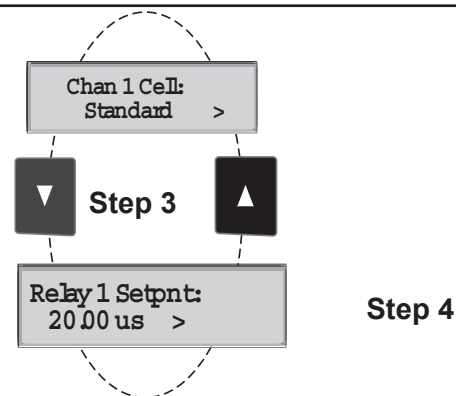 Chan 1 Cell:
Standard >
Step 3
Relay 1 Setpnt:
20.00 us >
Step 4